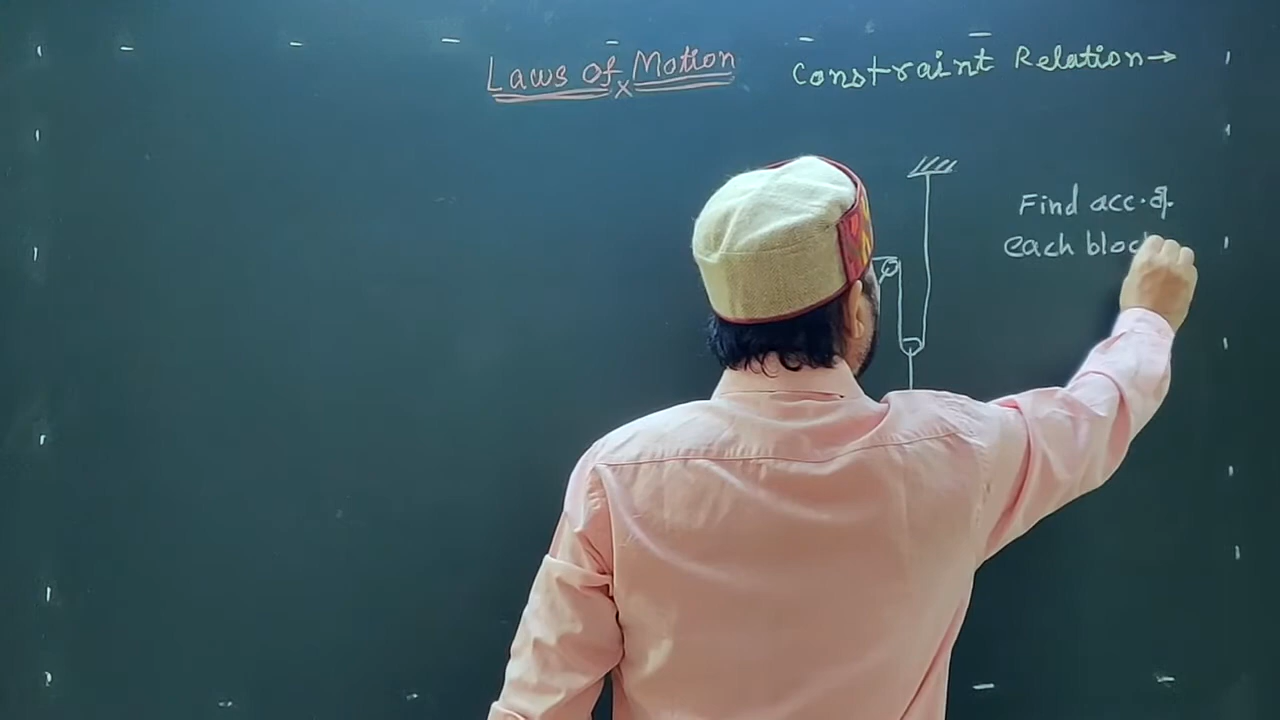 Laws of Motion
Constraint Relation→
Find acc. of
each block